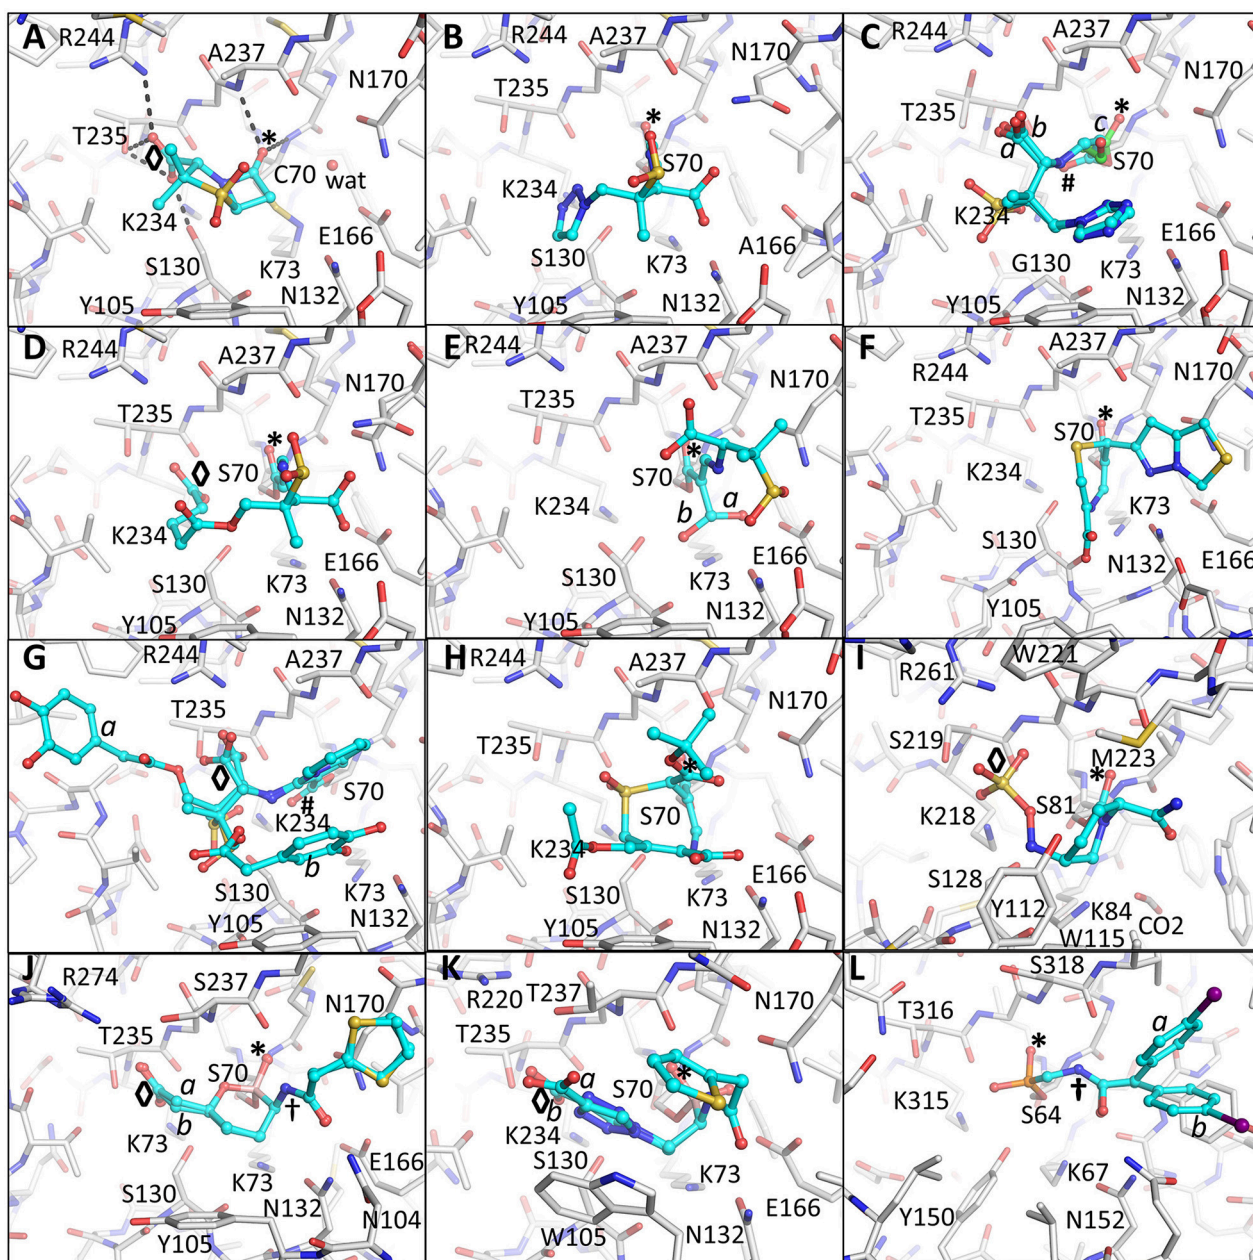 A
R244
A237
T235
◊
*
C70
N170
wat
K234
S130
E166
K73
Y105
N132
B
R244
A237
N170
T235
*
S70
K234
S130
A166
K73
Y105
N132
C
R244
A237
N170
T235
b
c
*
a
S70
#
K234
E166
G130
K73
Y105
N132
D
R244
A237
N170
T235
*
◊
S70
K234
E166
S130
K73
Y105
N132
E
R244
A237
N170
T235
*
S70
K234
a
b
E166
S130
K73
Y105
N132
F
A237
R244
N170
T235
*
S70
K234
K73
S130
N132
E166
Y105
G
R244
A237
T235
a
◊
S70
#
K234
b
S130
K73
Y105
N132
H
R244
A237
N170
T235
*
S70
K234
E166
S130
K73
Y105
N132
I
R261
W221
S219
◊
M223
*
S81
K218
S128
Y112
K84
CO2
W115
J
R274
S237
N170
T235
*
S70
◊
a
b
†
K73
E166
K73
S130
N132
N104
Y105
K
R220
T237
N170
T235
*
a
S70
◊
b
K234
S130
K73
E166
W105
N132
L
S318
T316
a
*
†
K315
S64
b
K67
Y150
N152